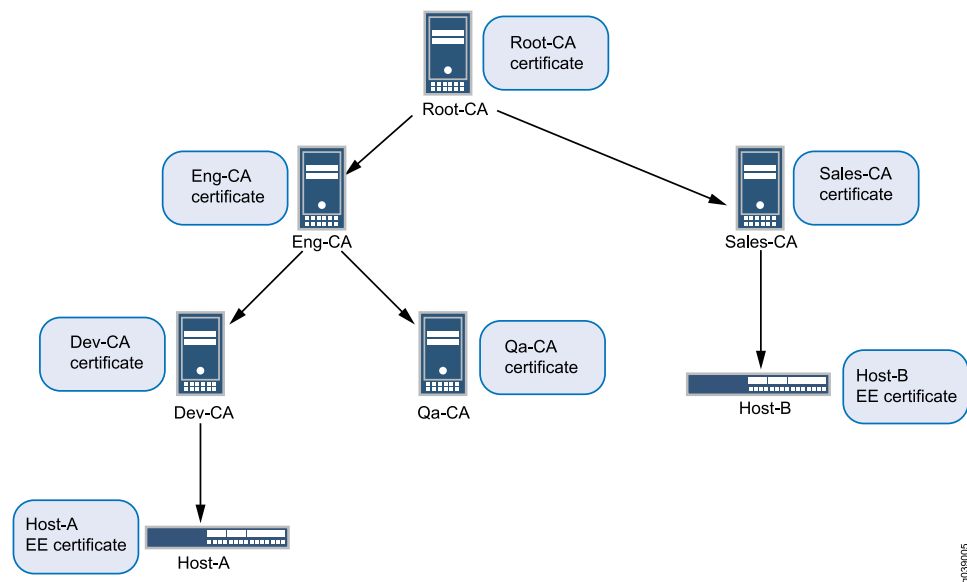 Root-CA
certificate
Root-CA
Eng-CA
certificate
Eng-CA
Sales-CA
certificate
Sales-CA
Dev-CA
certificate
Dev-CA
Qa-CA
certificate
Qa-CA
Host-B
Host-B
EE certificate
Host-A
EE certificate
Host-A
g039005